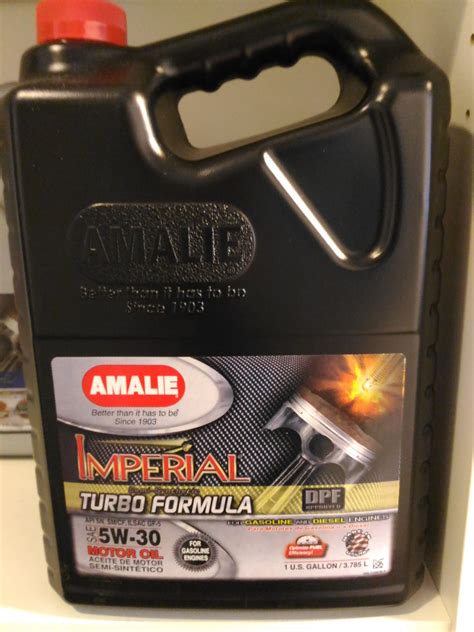 AMALIE
Better than it has to be
Since 1903
AMALIE
Better than it has to be
Since 1903
IMPERIAL
TURBO FORMULA
DPF
FOR GASOLINE AND DIESEL ENGINES
SAE 5W-30
MOTOR OIL
ACEITE DE MOTOR
SEMI-SINTÉTICO
FOR
GASOLINE
ENGINES
1 U.S. GALLON / 3.785 L